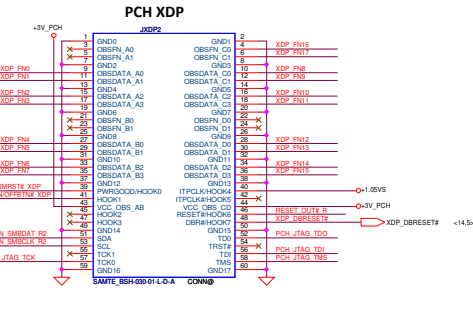 PCH XDP
+3V_PCH
JXDP2
1 GND0 GND1 2
3 OBSFN_A0 OBSFN_C0 4 XDP_FN16
5 OBSFN_A1 OBSFN_C1 6 XDP_FN17
7 GND2 GND3 8
XDP_FN0 9 OBSDATA_A0 OBSDATA_C0 10 XDP_FN8
XDP_FN1 11 OBSDATA_A1 OBSDATA_C1 12 XDP_FN9
13 GND4 GND5 14
XDP_FN2 15 OBSDATA_A2 OBSDATA_C2 16 XDP_FN10
XDP_FN3 17 OBSDATA_A3 OBSDATA_C3 18 XDP_FN11
19 GND6 GND7 20
21 OBSFN_B0 OBSFN_D0 22
23 OBSFN_B1 OBSFN_D1 24
25 GND8 GND9 26
XDP_FN4 27 OBSDATA_B0 OBSDATA_D0 28 XDP_FN12
XDP_FN5 29 OBSDATA_B1 OBSDATA_D1 30 XDP_FN13
31 GND10 GND11 32
XDP_FN6 33 OBSDATA_B2 OBSDATA_D2 34 XDP_FN14
XDP_FN7 35 OBSDATA_B3 OBSDATA_D3 36 XDP_FN15
37 GND12 GND13 38
SMRST#_XDP 39 PWRGOOD/HOOK0 ITPCLK/HOOK4 40 +1.05VS
N/OFFBTN#_XDP 41 HOOK1 ITPCLK#/HOOK5 42
43 VCC_OBS_AB VCC_OBS_CD 44 +3V_PCH
45 HOOK2 RESET#/HOOK6 46 RESET_OUT#_R
47 HOOK3 DBR#/HOOK7 48 XDP_DBRESET# XDP_DBRESET# <14,5>
49 GND14 GND15 50
N_SMBDAT_R2 51 SDA TD0 52 PCH_JTAG_TDO
N_SMBCLK_R2 53 SCL TRST# 54
55 TCK1 TDI 56 PCH_JTAG_TDI
JTAG_TCK 57 TCK0 TMS 58 PCH_JTAG_TMS
59 GND16 GND17 60
SAMTE_BSH-030-01-L-D-A CONN@